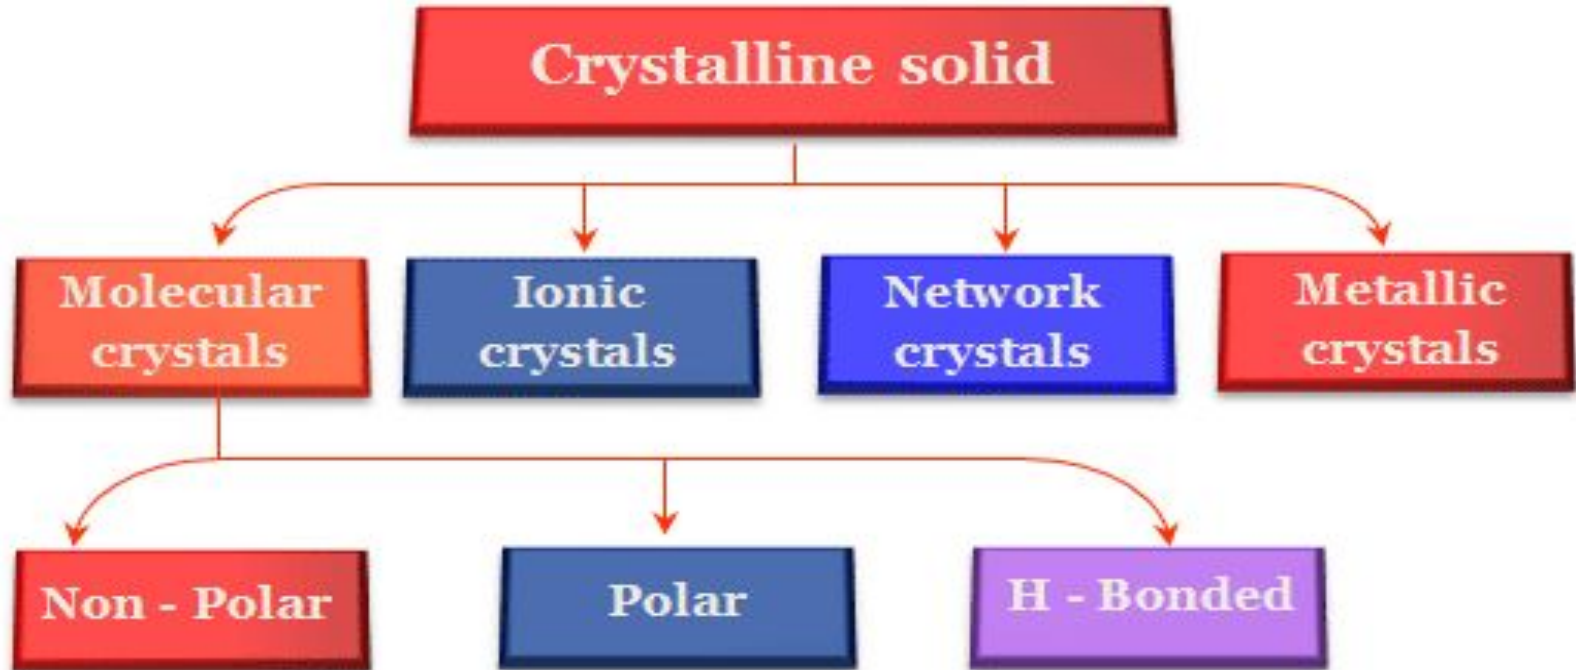 Crystalline solid
Molecular
crystals
Ionic
crystals
Network
crystals
Metallic
crystals
Non - Polar
Polar
H - Bonded